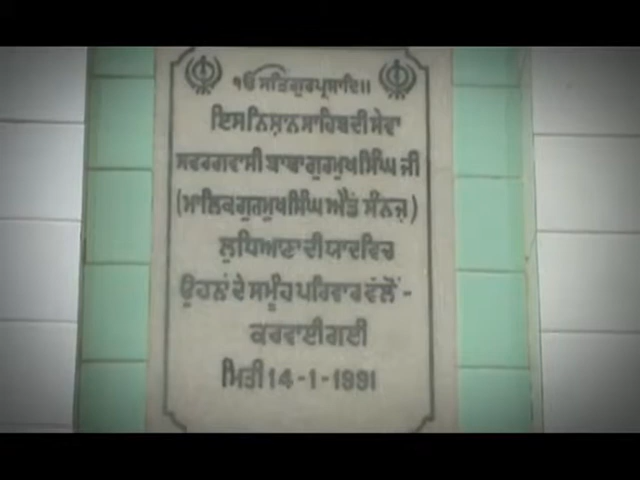 ੴ ਸਤਿਗੁਰਪ੍ਰਸਾਦਿ॥
ਇਸ ਨਿਸ਼ਾਨ ਸਾਹਿਬ ਦੀ ਸੇਵਾ
ਸਵਰਗਵਾਸੀ ਬਾਬਾ ਗੁਰਮੁਖ ਸਿੰਘ ਜੀ
(ਮਾਲਿਕ ਗੁਰਮੁਖ ਸਿੰਘ ਐਂਡ ਸੰਨਜ਼)
ਲੁਧਿਆਣਾ ਦੀ ਯਾਦ ਵਿਚ
ਉਹਨਾਂ ਦੇ ਸਮੂੰਹ ਪਰਿਵਾਰ ਵੱਲੋਂ -
ਕਰਵਾਈ ਗਈ
ਮਿਤੀ 14-1-1991